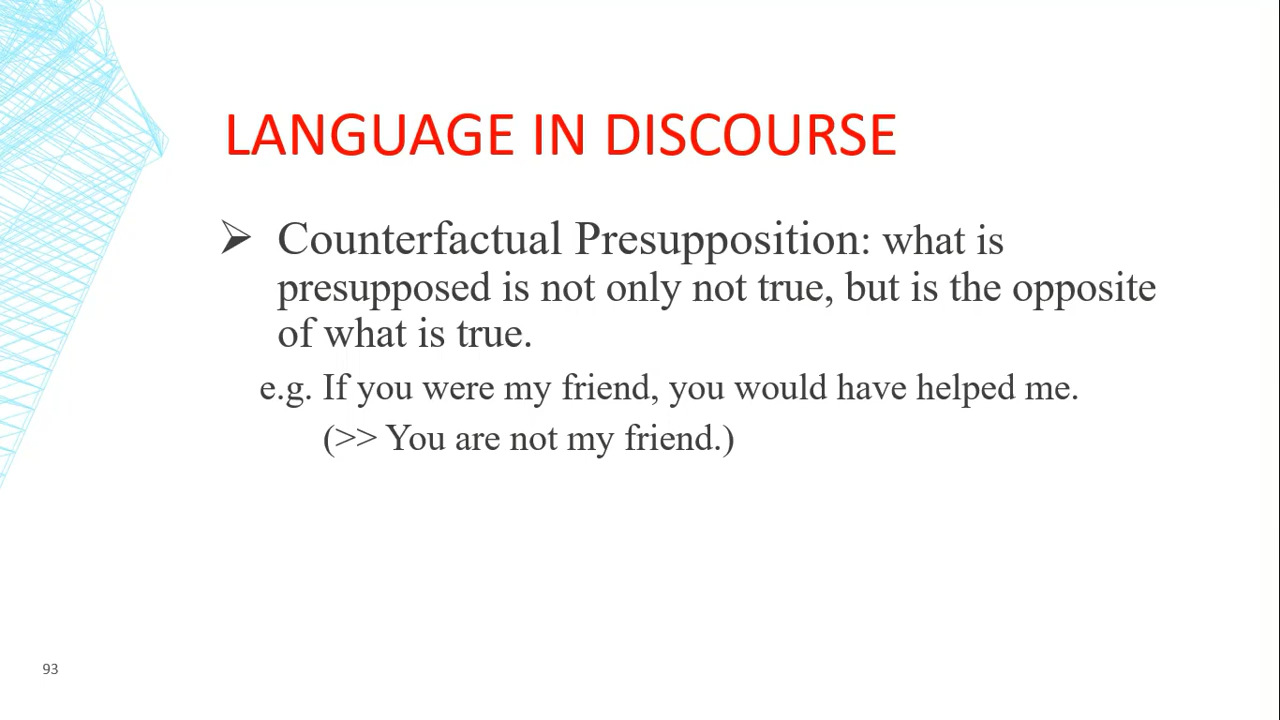 LANGUAGE IN DISCOURSE
➢ Counterfactual Presupposition: what is
presupposed is not only not true, but is the opposite
of what is true.
e.g. If you were my friend, you would have helped me.
(>> You are not my friend.)
93